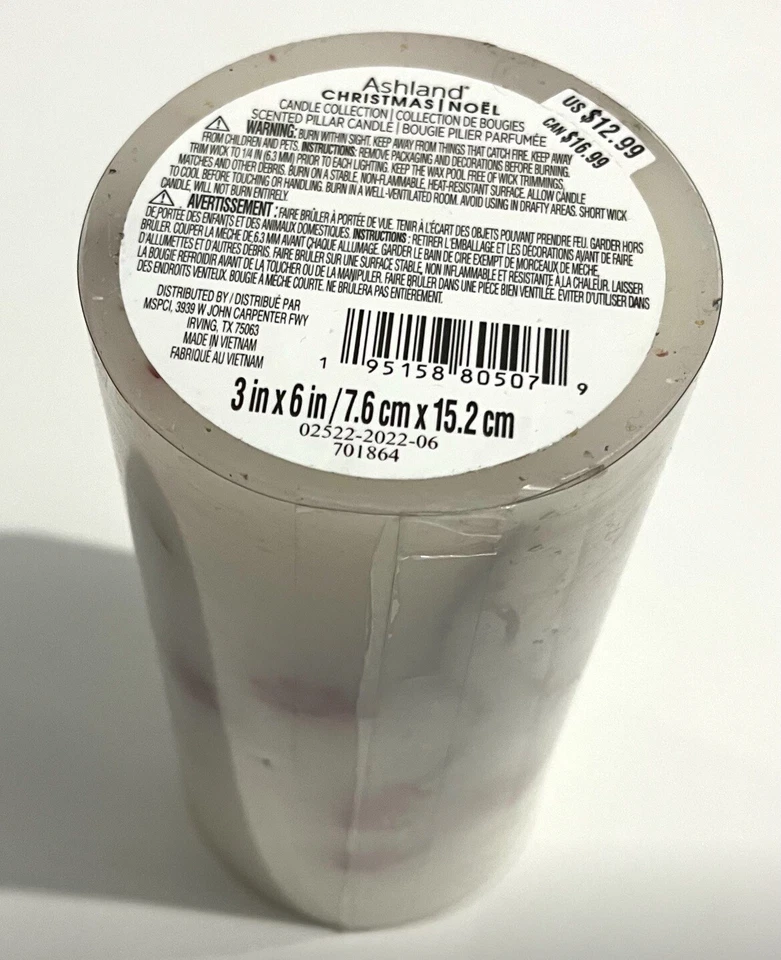 Ashland®
CHRISTMAS | NOËL
CANDLE COLLECTION | COLLECTION DE BOUGIES
SCENTED PILLAR CANDLE | BOUGIE PILIER PARFUMÉE
US $12.99
CAN $16.99
WARNING: BURN WITHIN SIGHT. KEEP AWAY FROM THINGS THAT CATCH FIRE. KEEP AWAY
FROM CHILDREN AND PETS. INSTRUCTIONS: REMOVE PACKAGING AND DECORATIONS BEFORE BURNING.
TRIM WICK TO 1/4 IN (6.3 MM) PRIOR TO EACH LIGHTING. KEEP THE WAX POOL FREE OF WICK TRIMMINGS,
MATCHES AND OTHER DEBRIS. BURN ON A STABLE, NON-FLAMMABLE, HEAT-RESISTANT SURFACE. ALLOW CANDLE
TO COOL BEFORE TOUCHING OR HANDLING. BURN IN A WELL-VENTILATED ROOM. AVOID USING IN DRAFTY AREAS. SHORT WICK
CANDLE, WILL NOT BURN ENTIRELY.
AVERTISSEMENT : FAIRE BRÛLER À PORTÉE DE VUE. TENIR À L'ÉCART DES OBJETS POUVANT PRENDRE FEU. GARDER HORS
DE PORTÉE DES ENFANTS ET DES ANIMAUX DOMESTIQUES. INSTRUCTIONS : RETIRER L'EMBALLAGE ET LES DÉCORATIONS AVANT DE FAIRE
BRÛLER. COUPER LA MÈCHE DE 6.3 MM AVANT CHAQUE ALLUMAGE. GARDER LE BAIN DE CIRE EXEMPT DE MORCEAUX DE MÈCHE,
D'ALLUMETTES ET D'AUTRES DÉBRIS. FAIRE BRÛLER SUR UNE SURFACE STABLE, NON INFLAMMABLE ET RÉSISTANTE À LA CHALEUR. LAISSER
LA BOUGIE REFROIDIR AVANT DE LA TOUCHER OU DE LA MANIPULER. FAIRE BRÛLER DANS UNE PIÈCE BIEN VENTILÉE. ÉVITER D'UTILISER DANS
DES ENDROITS VENTEUX. BOUGIE À MÈCHE COURTE. NE BRÛLERA PAS ENTIÈREMENT.
DISTRIBUTED BY / DISTRIBUÉ PAR
MSPCI, 3939 W JOHN CARPENTER FWY
IRVING, TX 75063
MADE IN VIETNAM
FABRIQUÉ AU VIETNAM
1 95158 80507 9
3 in x 6 in / 7.6 cm x 15.2 cm
02522-2022-06
701864